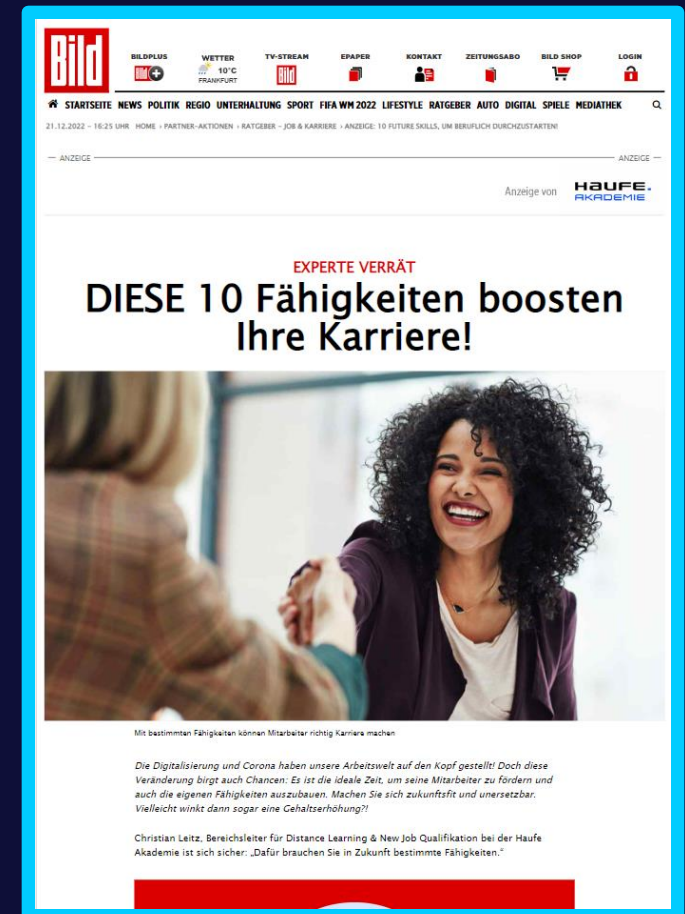 Bild
BILDPLUS WETTER TV-STREAM EPAPER KONTAKT ZEITUNGSABO BILD SHOP LOGIN
10°C
FRANKFURT
Bild
STARTSEITE NEWS POLITIK REGIO UNTERHALTUNG SPORT FIFA WM 2022 LIFESTYLE RATGEBER AUTO DIGITAL SPIELE MEDIATHEK
21.12.2022 - 16:25 UHR HOME › PARTNER-AKTIONEN › RATGEBER - JOB & KARRIERE › ANZEIGE: 10 FUTURE SKILLS, UM BERUFLICH DURCHZUSTARTEN!
ANZEIGE ANZEIGE
Anzeige von HAUFE.
AKADEMIE
EXPERTE VERRÄT
DIESE 10 Fähigkeiten boosten
Ihre Karriere!
Mit bestimmten Fähigkeiten können Mitarbeiter richtig Karriere machen
Die Digitalisierung und Corona haben unsere Arbeitswelt auf den Kopf gestellt! Doch diese
Veränderung birgt auch Chancen: Es ist die ideale Zeit, um seine Mitarbeiter zu fördern und
auch die eigenen Fähigkeiten auszubauen. Machen Sie sich zukunftsfit und unersetzbar.
Vielleicht winkt dann sogar eine Gehaltserhöhung?!
Christian Leitz, Bereichsleiter für Distance Learning & New Job Qualifikation bei der Haufe
Akademie ist sich sicher: „Dafür brauchen Sie in Zukunft bestimmte Fähigkeiten.“